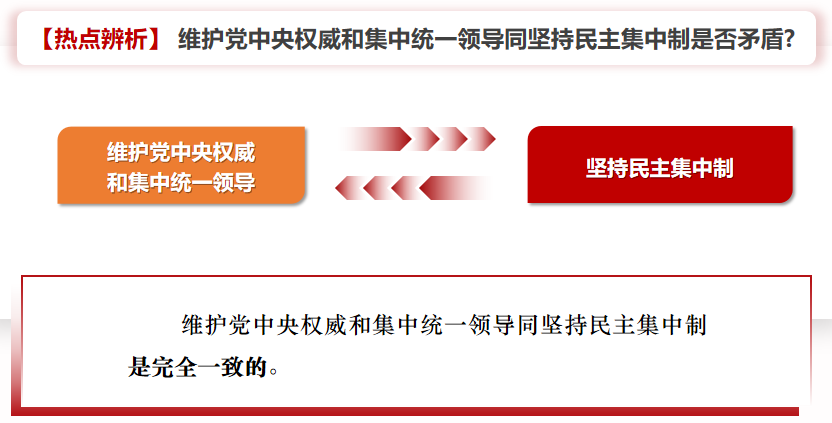 【热点辨析】 维护党中央权威和集中统一领导同坚持民主集中制是否矛盾?
维护党中央权威
和集中统一领导
坚持民主集中制
维护党中央权威和集中统一领导同坚持民主集中制
是完全一致的。